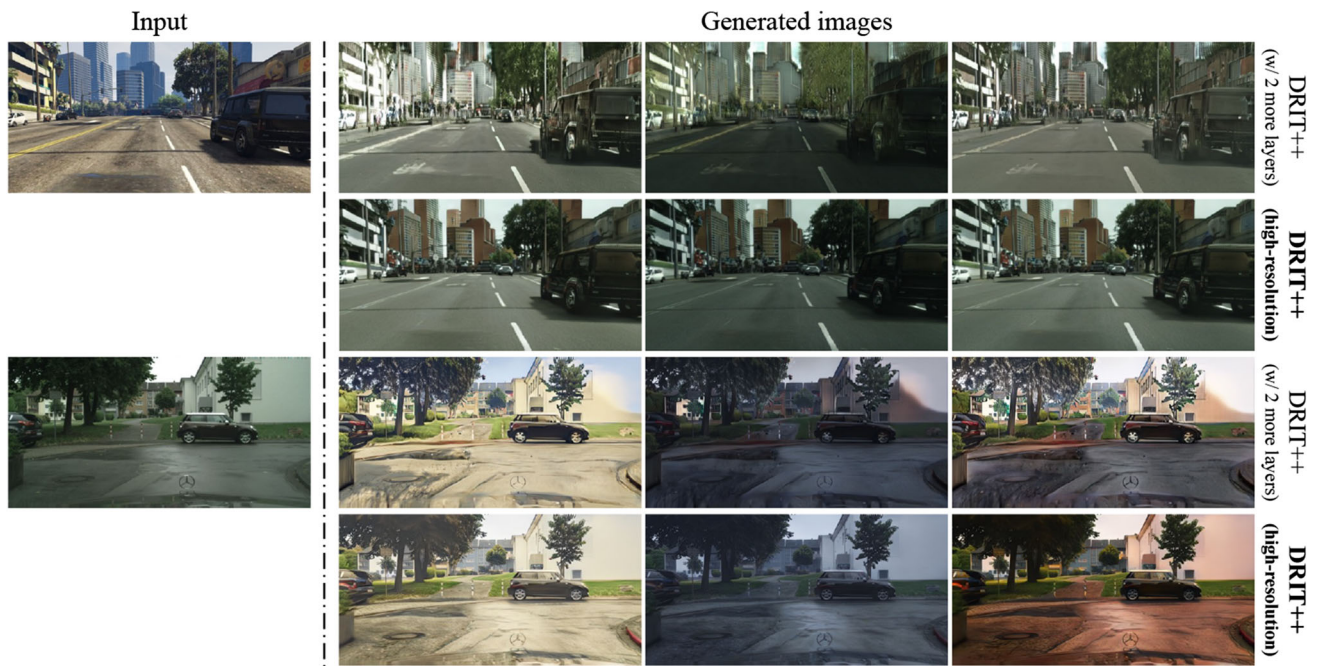 Input
Generated images
DRIT++
(w/ 2 more layers)
DRIT++
(high-resolution)
DRIT++
(w/ 2 more layers)
DRIT++
(high-resolution)